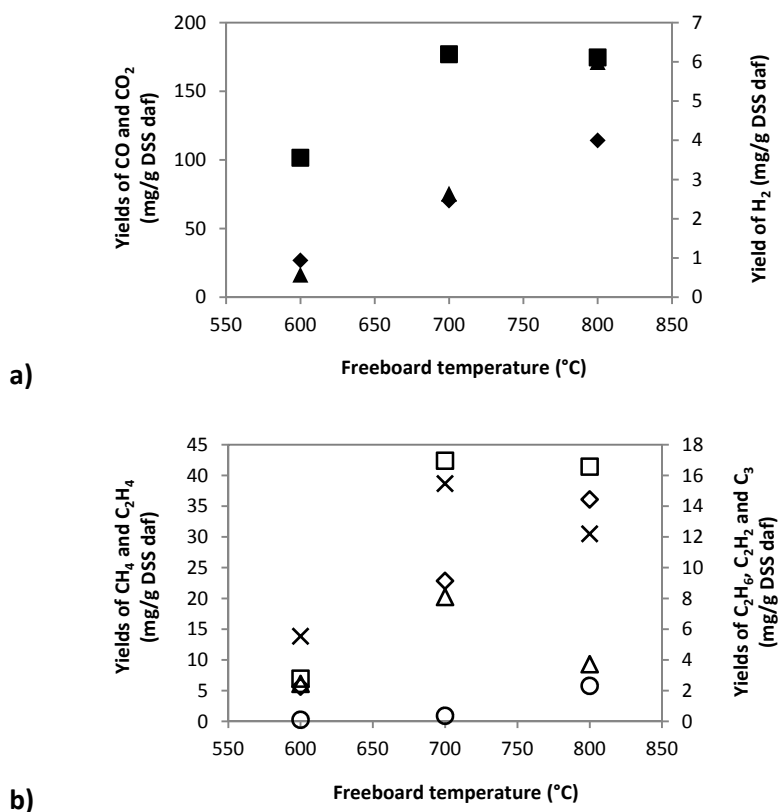 200
150
100
50
0
7
6
5
4
3
2
1
0
550 600 650 700 750 800 850
Yields of CO and CO₂
(mg/g DSS daf)
Yield of H₂ (mg/g DSS daf)
Freeboard temperature (°C)
a)
45
40
35
30
25
20
15
10
5
0
18
16
14
12
10
8
6
4
2
0
550 600 650 700 750 800 850
Yields of CH₄ and C₂H₄
(mg/g DSS daf)
Yields of C₂H₆, C₂H₂ and C₃
(mg/g DSS daf)
Freeboard temperature (°C)
b)